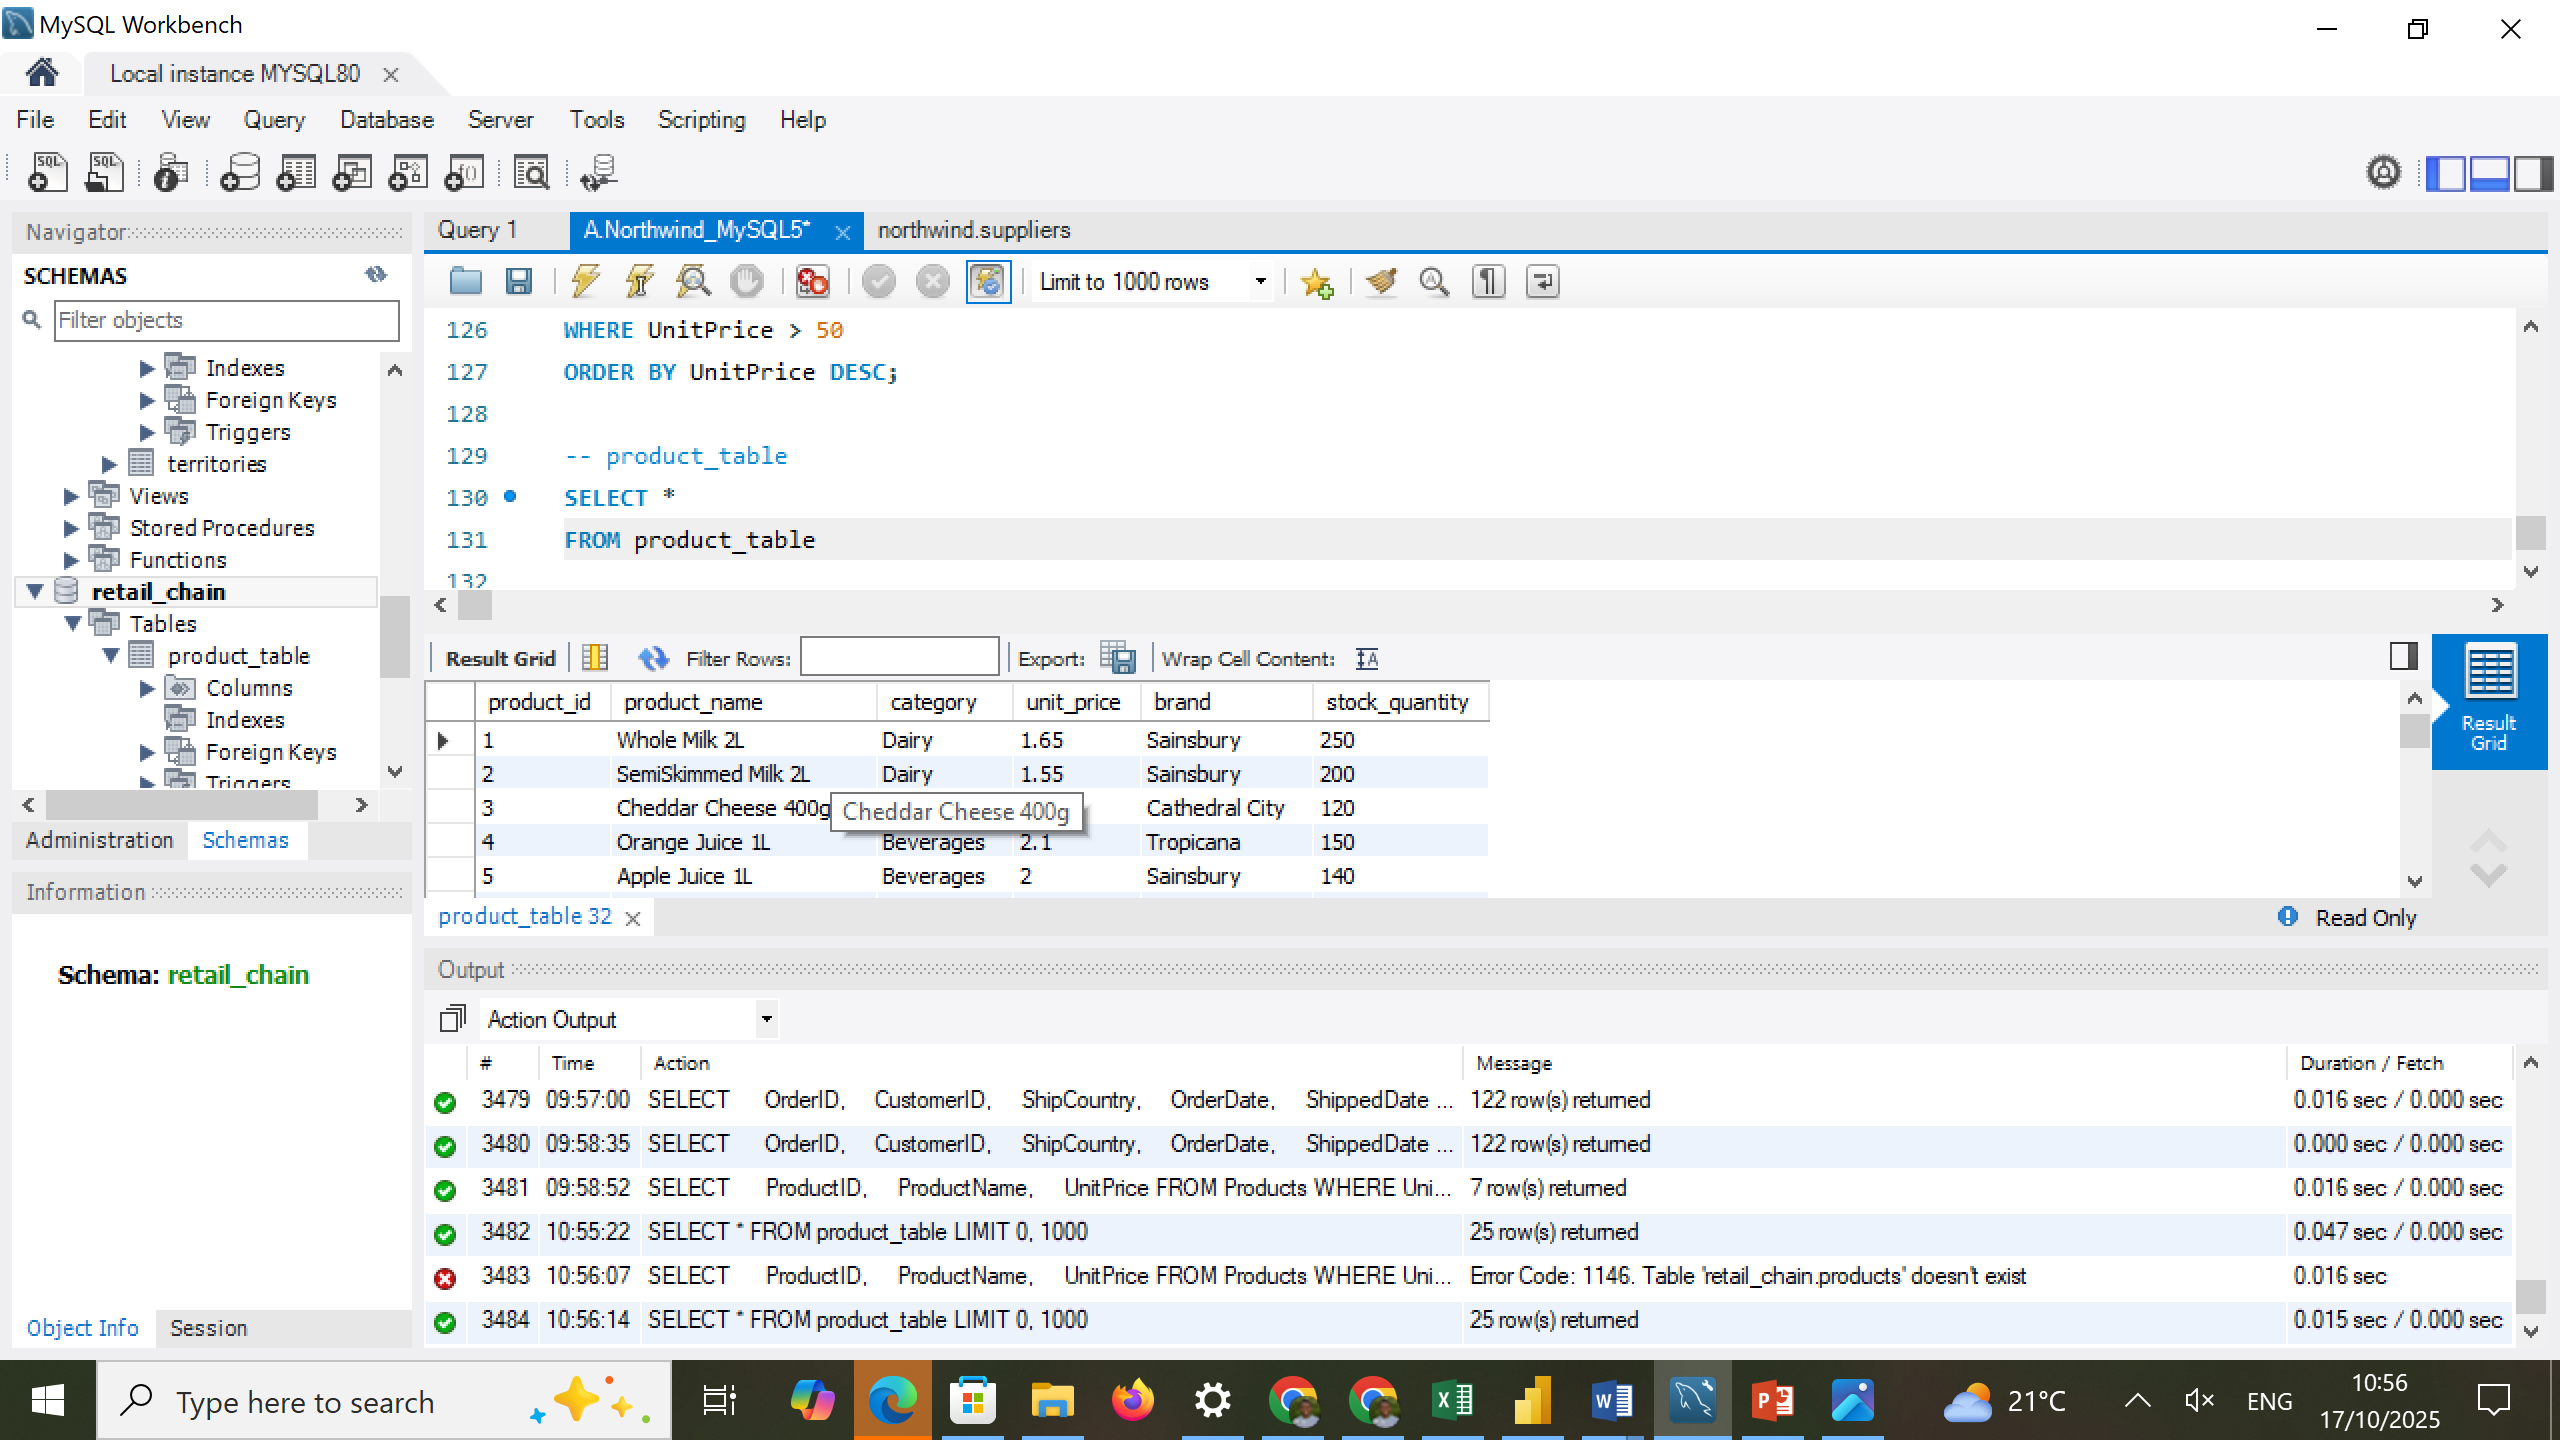 MySQL Workbench
Local instance MYSQL80
File Edit View Query Database Server Tools Scripting Help
Navigator
SCHEMAS
Filter objects
Indexes
Foreign Keys
Triggers
territories
Views
Stored Procedures
Functions
retail_chain
Tables
product_table
Columns
Indexes
Foreign Keys
Triggers
Administration Schemas
Information
Schema: retail_chain
Object Info Session
Query 1 A.Northwind_MySQL5* northwind.suppliers
Limit to 1000 rows
126 WHERE UnitPrice > 50
127 ORDER BY UnitPrice DESC;
128
129 -- product_table
130 SELECT *
131 FROM product_table
132
Result Grid Filter Rows: Export: Wrap Cell Content:
product_id product_name category unit_price brand stock_quantity
1 Whole Milk 2L Dairy 1.65 Sainsbury 250
2 SemiSkimmed Milk 2L Dairy 1.55 Sainsbury 200
3 Cheddar Cheese 400g Cathedral City 120
Cheddar Cheese 400g
4 Orange Juice 1L Beverages 2.1 Tropicana 150
5 Apple Juice 1L Beverages 2 Sainsbury 140
Result
Grid
product_table 32
Read Only
Output
Action Output
# Time Action Message Duration / Fetch
3479 09:57:00 SELECT OrderID, CustomerID, ShipCountry, OrderDate, ShippedDate ... 122 row(s) returned 0.016 sec / 0.000 sec
3480 09:58:35 SELECT OrderID, CustomerID, ShipCountry, OrderDate, ShippedDate ... 122 row(s) returned 0.000 sec / 0.000 sec
3481 09:58:52 SELECT ProductID, ProductName, UnitPrice FROM Products WHERE Uni... 7 row(s) returned 0.016 sec / 0.000 sec
3482 10:55:22 SELECT * FROM product_table LIMIT 0, 1000 25 row(s) returned 0.047 sec / 0.000 sec
3483 10:56:07 SELECT ProductID, ProductName, UnitPrice FROM Products WHERE Uni... Error Code: 1146. Table 'retail_chain.products' doesn't exist 0.016 sec
3484 10:56:14 SELECT * FROM product_table LIMIT 0, 1000 25 row(s) returned 0.015 sec / 0.000 sec
Type here to search
21°C
ENG
10:56
17/10/2025